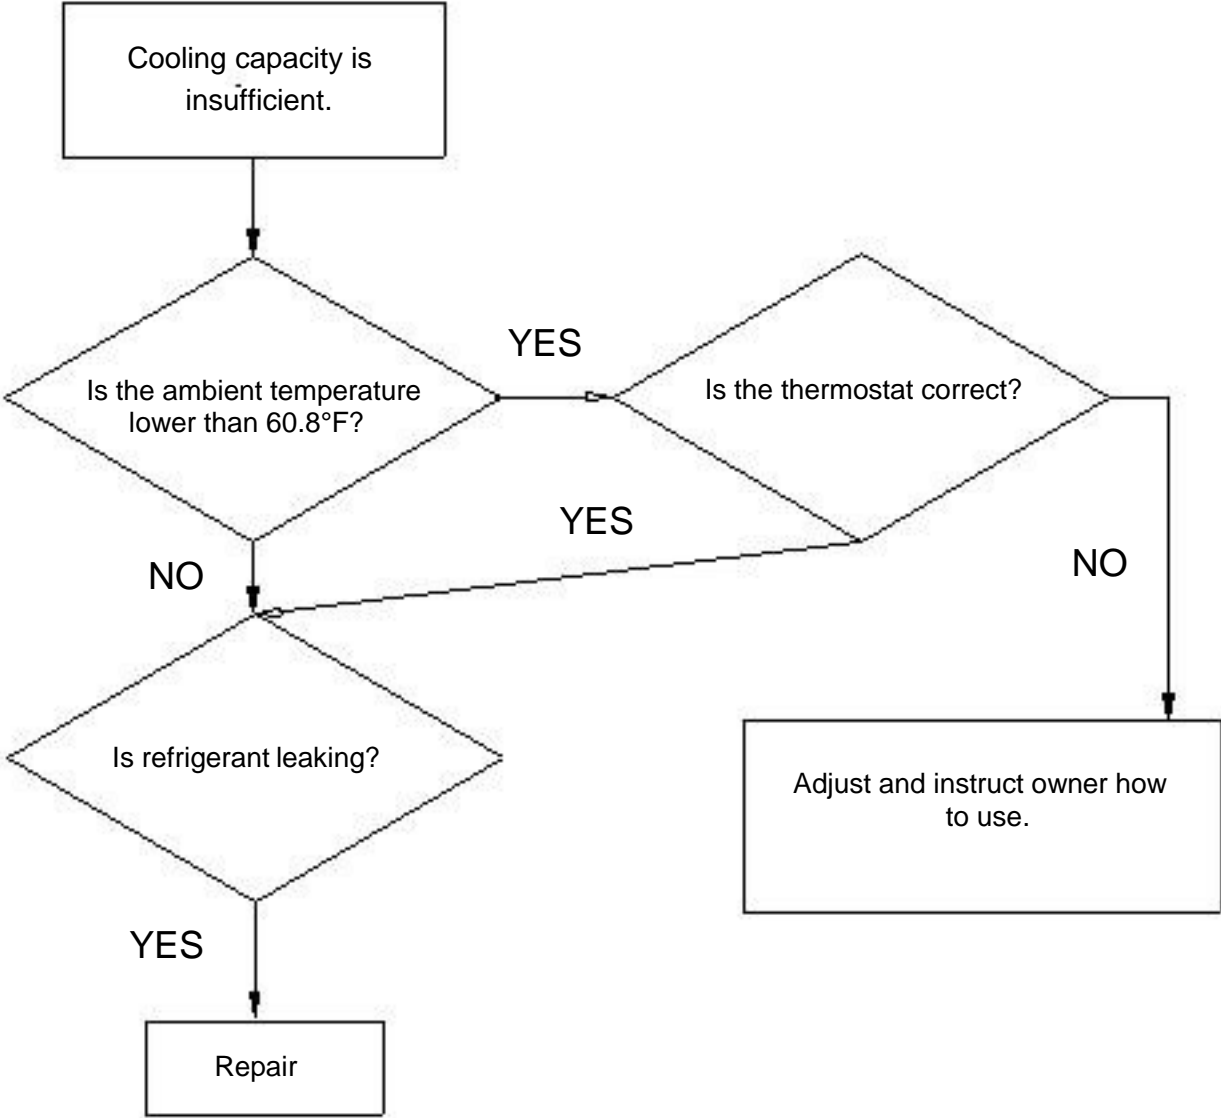 Cooling capacity is
insufficient.
YES
Is the ambient temperature
lower than 60.8°F?
Is the thermostat correct?
YES
NO
NO
Is refrigerant leaking?
Adjust and instruct owner how
to use.
YES
Repair